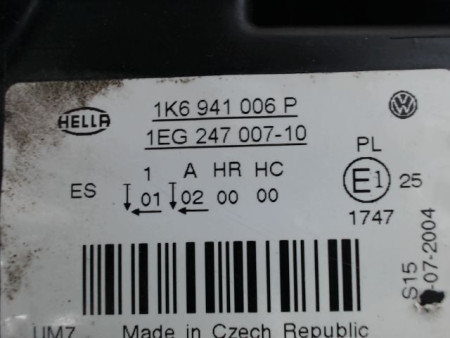 HELLA
1K6 941 006 P
1EG 247 007-10
PL
1 A HR HC
ES 01 02 00 00
E1 25
1747
S15
-07-2004
UM7 Made in Czech Republic